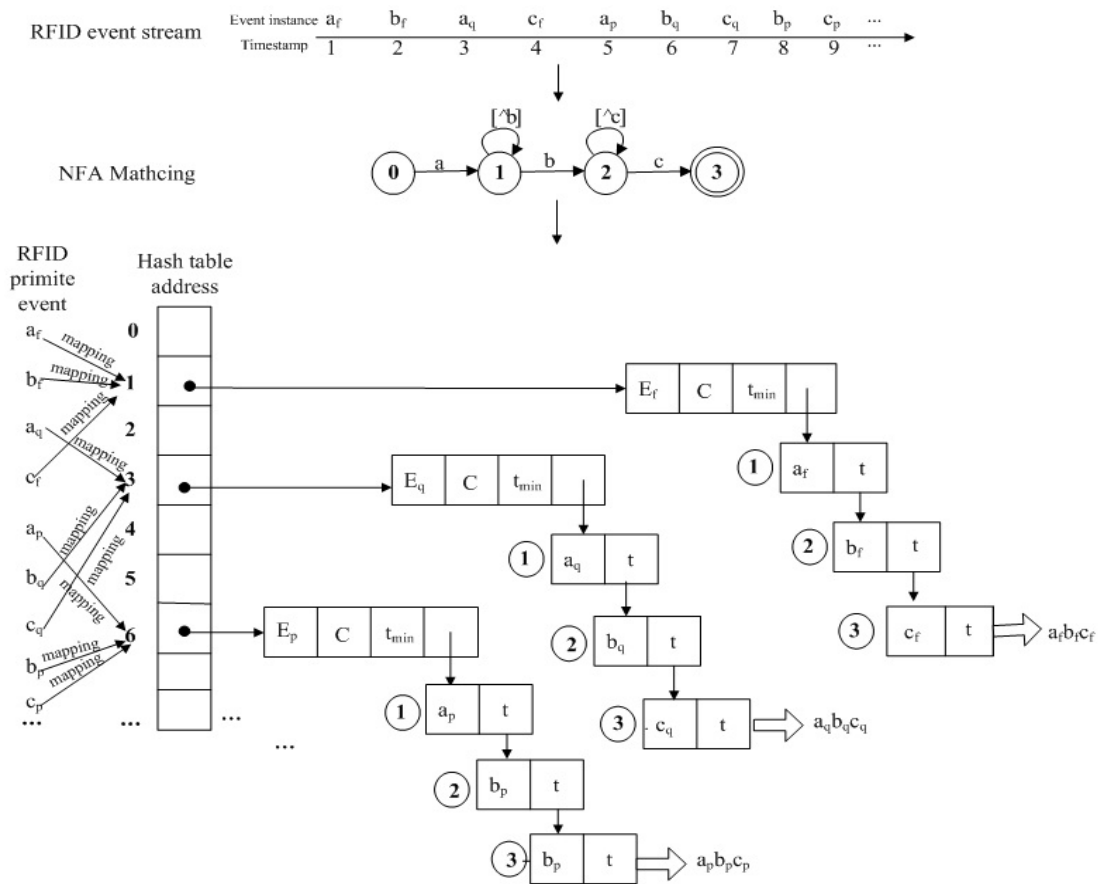 RFID event stream
Event instance a_f b_f a_q c_f a_p b_q c_q b_p c_p ...
Timestamp 1 2 3 4 5 6 7 8 9 ...
NFA Mathcing
[^b] [^c]
0 a 1 b 2 c 3
RFID
primite
event
Hash table
address
a_f mapping 0
b_f mapping 1
a_q mapping 2
c_f mapping 3
a_p mapping 4
b_q mapping 5
c_q mapping 6
b_p mapping
c_p mapping
... ... ...
...
E_f C t_min
1 a_f t
2 b_f t
3 c_f t a_fb_fc_f
E_q C t_min
1 a_q t
2 b_q t
3 c_q t a_qb_qc_q
E_p C t_min
1 a_p t
2 b_p t
3 b_p t a_pb_pc_p